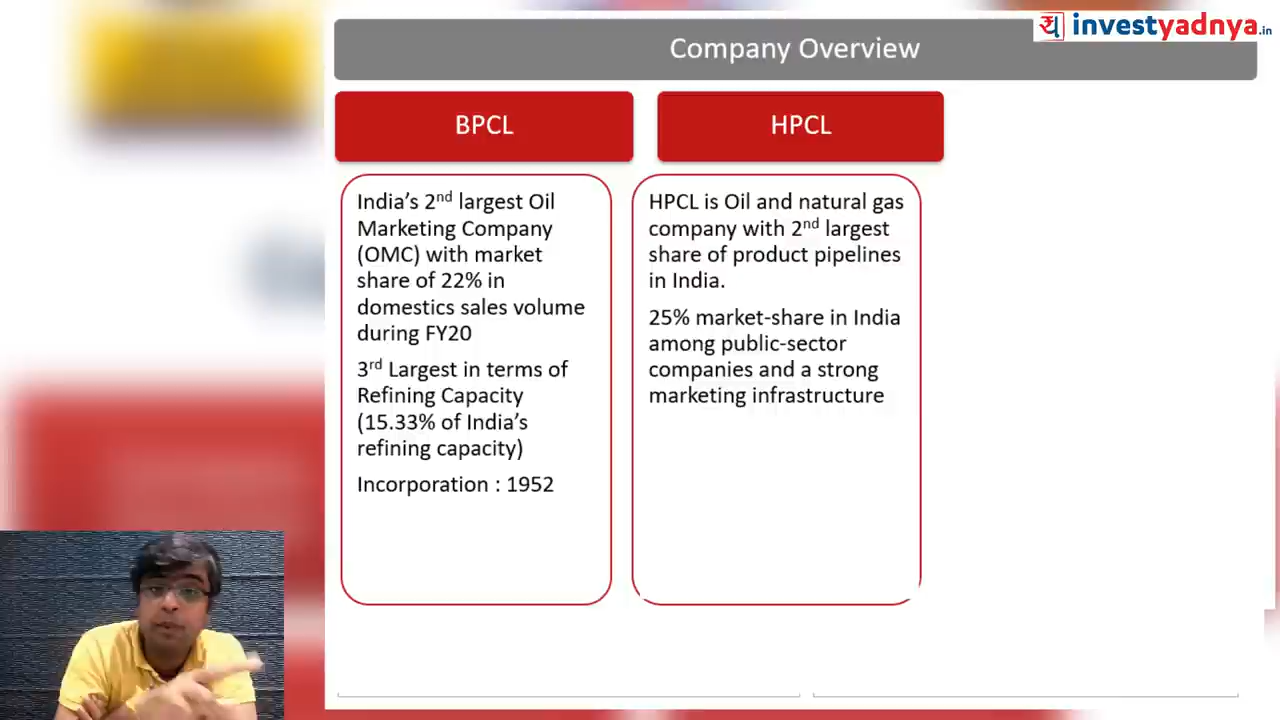 यू investyadnya.in
Company Overview
BPCL
HPCL
India's 2nd largest Oil
Marketing Company
(OMC) with market
share of 22% in
domestics sales volume
during FY20
3rd Largest in terms of
Refining Capacity
(15.33% of India's
refining capacity)
Incorporation : 1952
HPCL is Oil and natural gas
company with 2nd largest
share of product pipelines
in India.
25% market-share in India
among public-sector
companies and a strong
marketing infrastructure